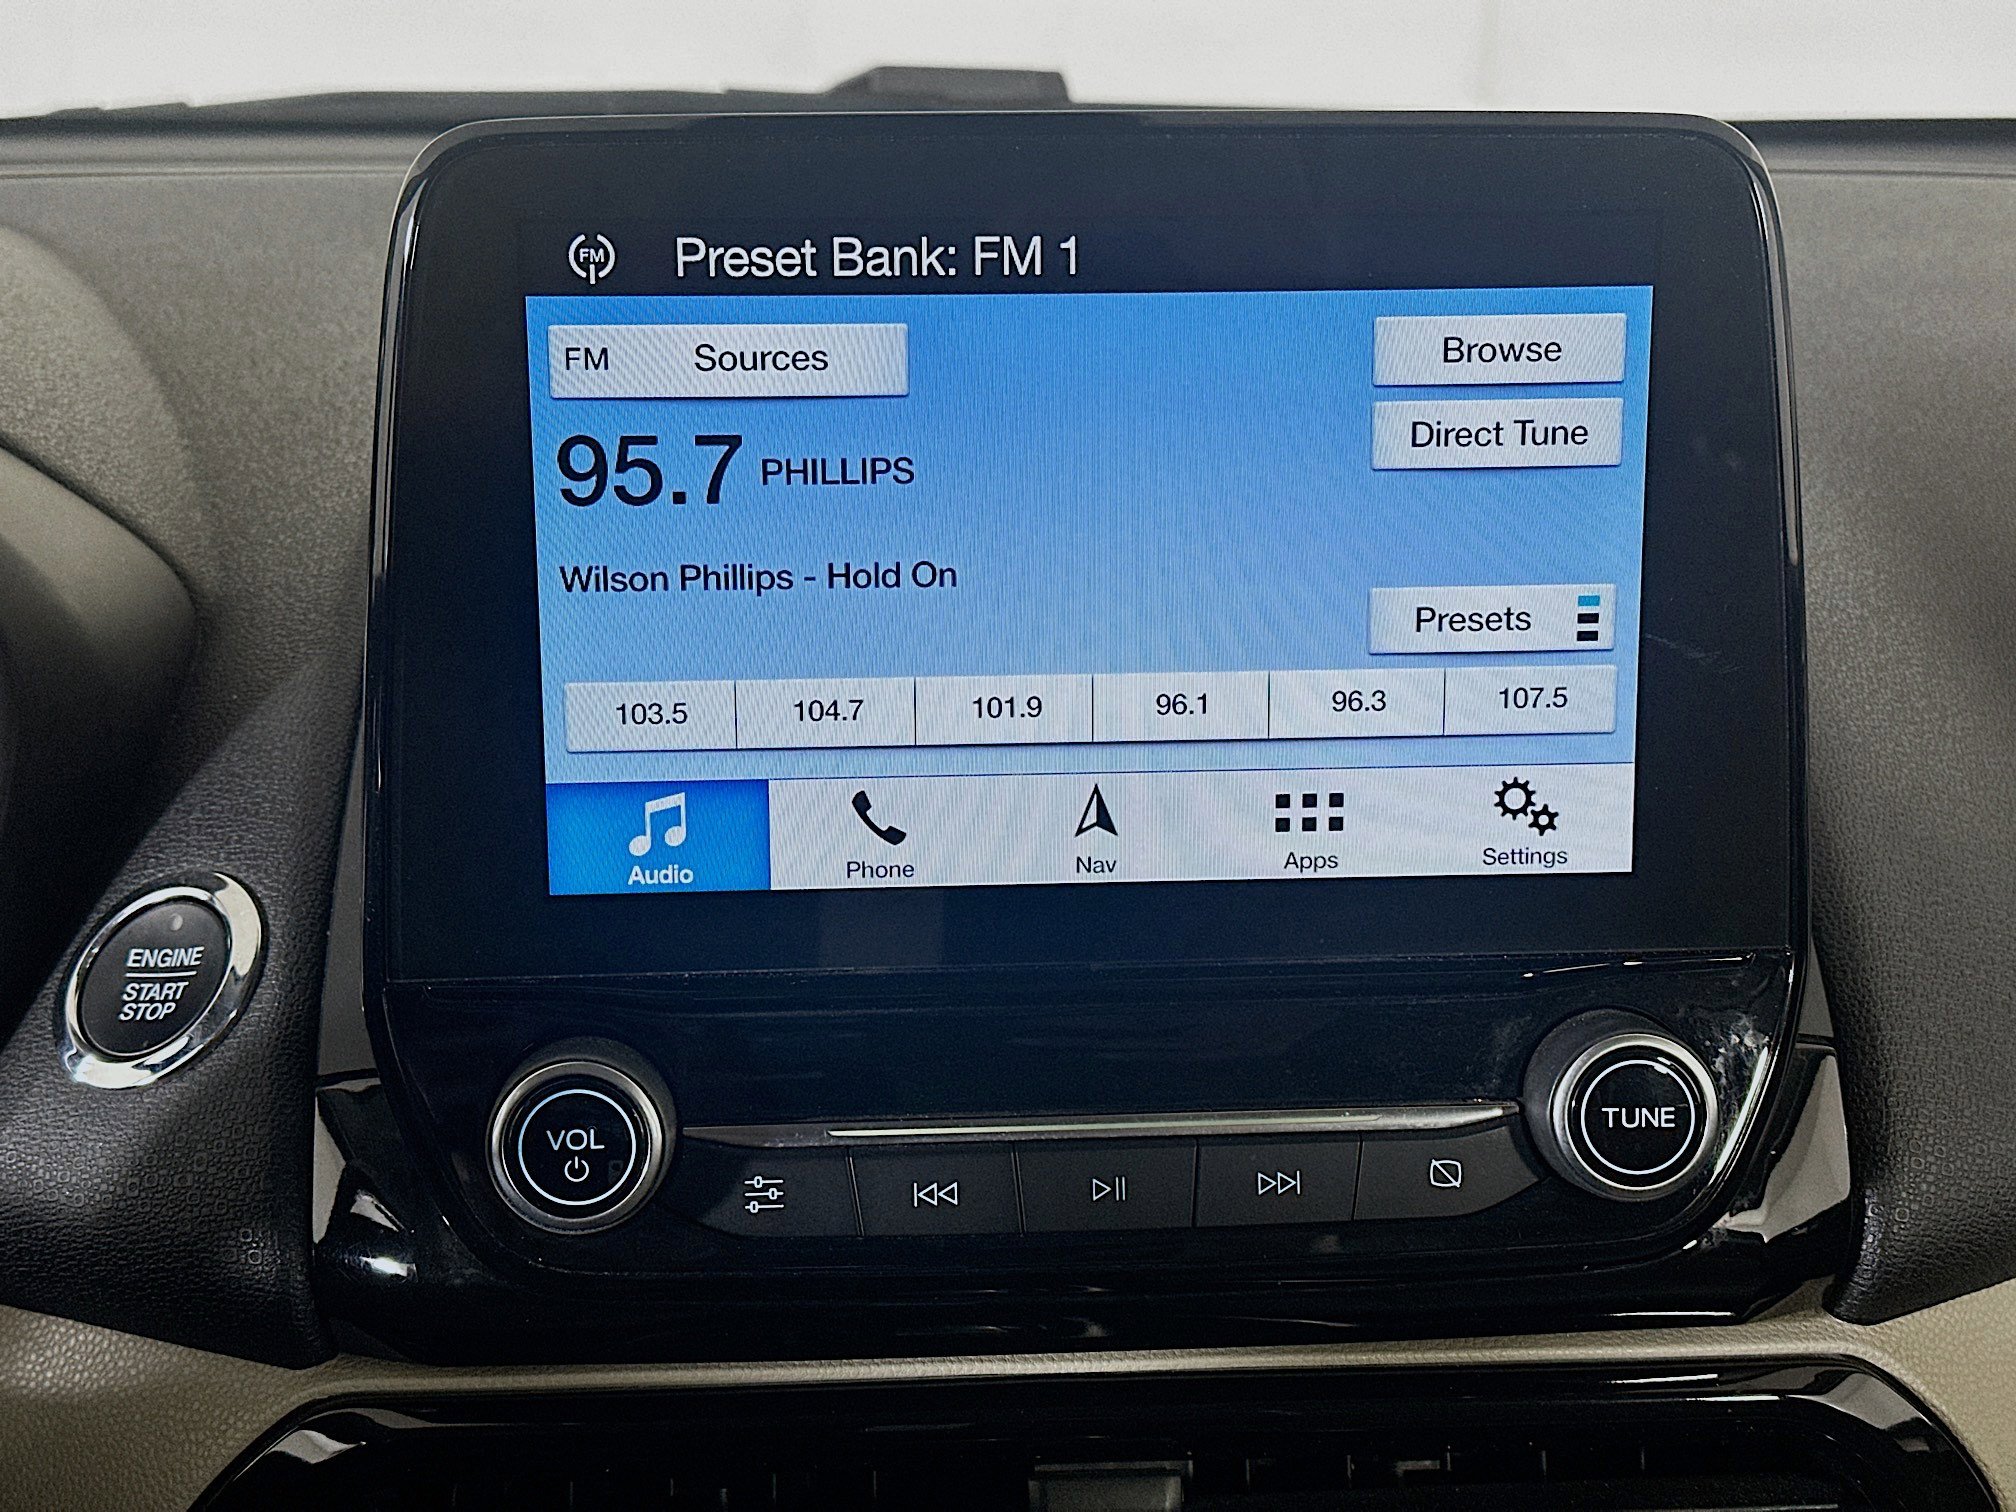 FM Preset Bank: FM 1
FM Sources
Browse
Direct Tune
95.7 PHILLIPS
Wilson Phillips - Hold On
Presets
103.5 104.7 101.9 96.1 96.3 107.5
Audio Phone Nav Apps Settings
ENGINE
START
STOP
VOL
TUNE